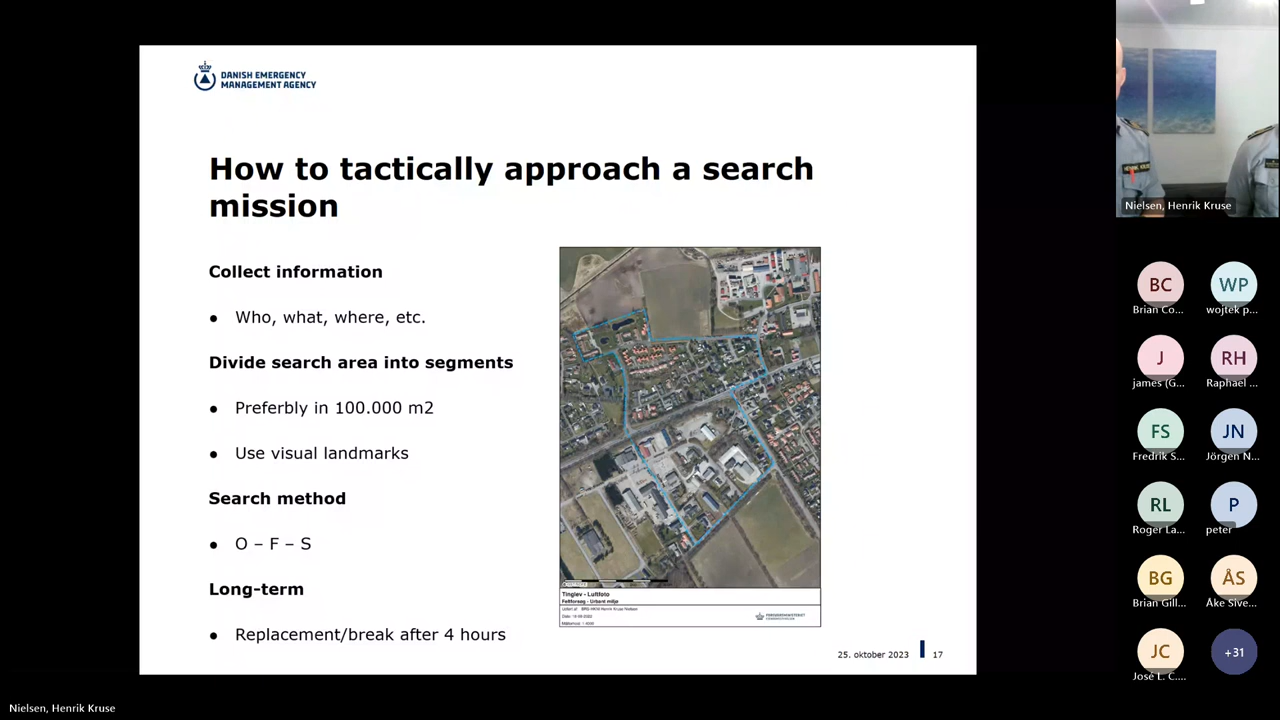 DANISH EMERGENCY
MANAGEMENT AGENCY
How to tactically approach a search
mission
Collect information
• Who, what, where, etc.
Divide search area into segments
• Preferbly in 100.000 m2
• Use visual landmarks
Search method
• O – F – S
Long-term
• Replacement/break after 4 hours
Tinglev - Luftfoto
Feltforsøg - Urbant miljø
25. oktober 2023
17
Nielsen, Henrik Kruse
BC
WP
Brian Co...
wojtek p...
J
RH
james (G...
Raphael ...
FS
JN
Fredrik S...
Jörgen N...
RL
P
Roger La...
peter
BG
ÅS
Brian Gill...
Åke Sive...
JC
+31
José L. C....
Nielsen, Henrik Kruse